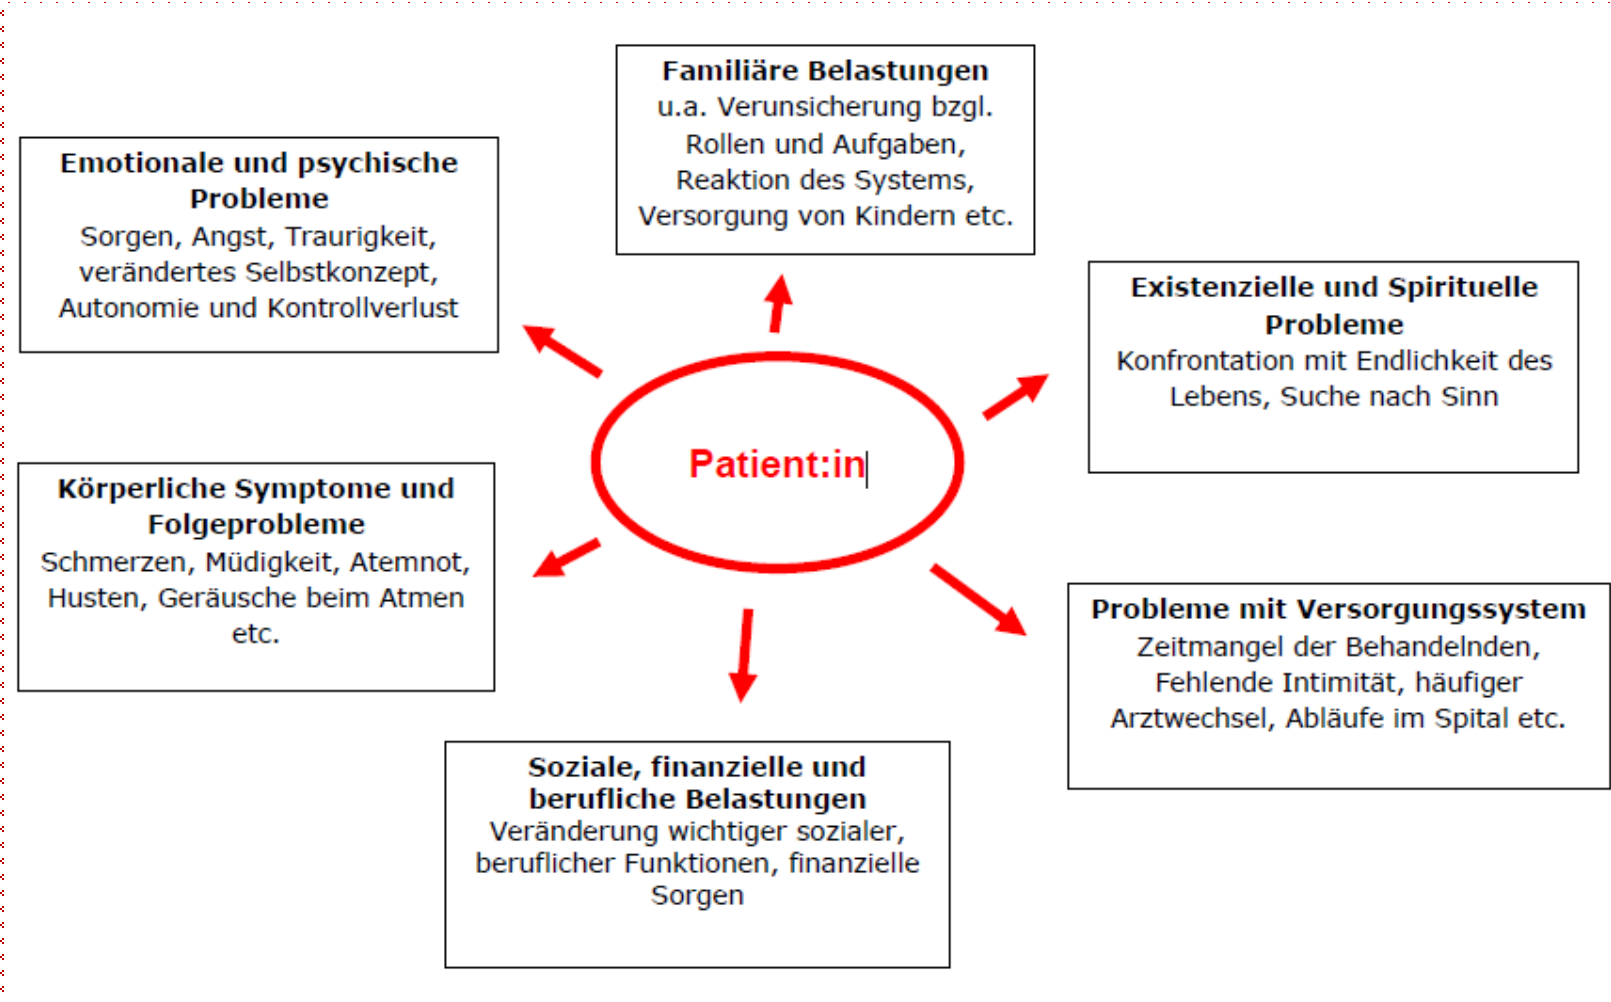 Familiäre Belastungen
u.a. Verunsicherung bzgl.
Rollen und Aufgaben,
Reaktion des Systems,
Versorgung von Kindern etc.
Emotionale und psychische
Probleme
Sorgen, Angst, Traurigkeit,
verändertes Selbstkonzept,
Autonomie und Kontrollverlust
Existenzielle und Spirituelle
Probleme
Konfrontation mit Endlichkeit des
Lebens, Suche nach Sinn
Patient:in
Körperliche Symptome und
Folgeprobleme
Schmerzen, Müdigkeit, Atemnot,
Husten, Geräusche beim Atmen
etc.
Probleme mit Versorgungssystem
Zeitmangel der Behandelnden,
Fehlende Intimität, häufiger
Arztwechsel, Abläufe im Spital etc.
Soziale, finanzielle und
berufliche Belastungen
Veränderung wichtiger sozialer,
beruflicher Funktionen, finanzielle
Sorgen